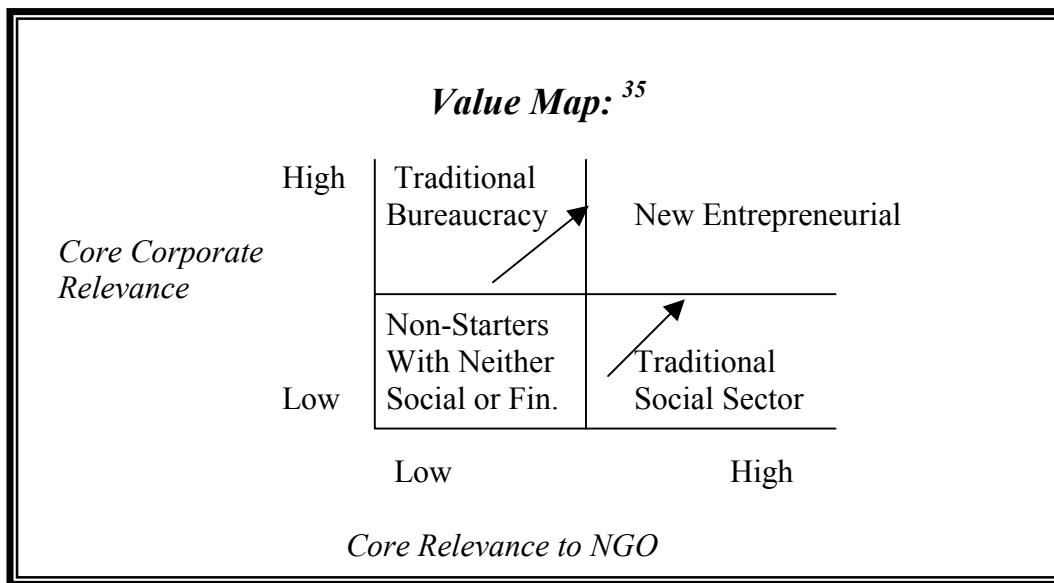 Value Map: 35
High
Traditional
Bureaucracy
New Entrepreneurial
Core Corporate
Relevance
Non-Starters
With Neither
Social or Fin.
Traditional
Social Sector
Low
Low
High
Core Relevance to NGO